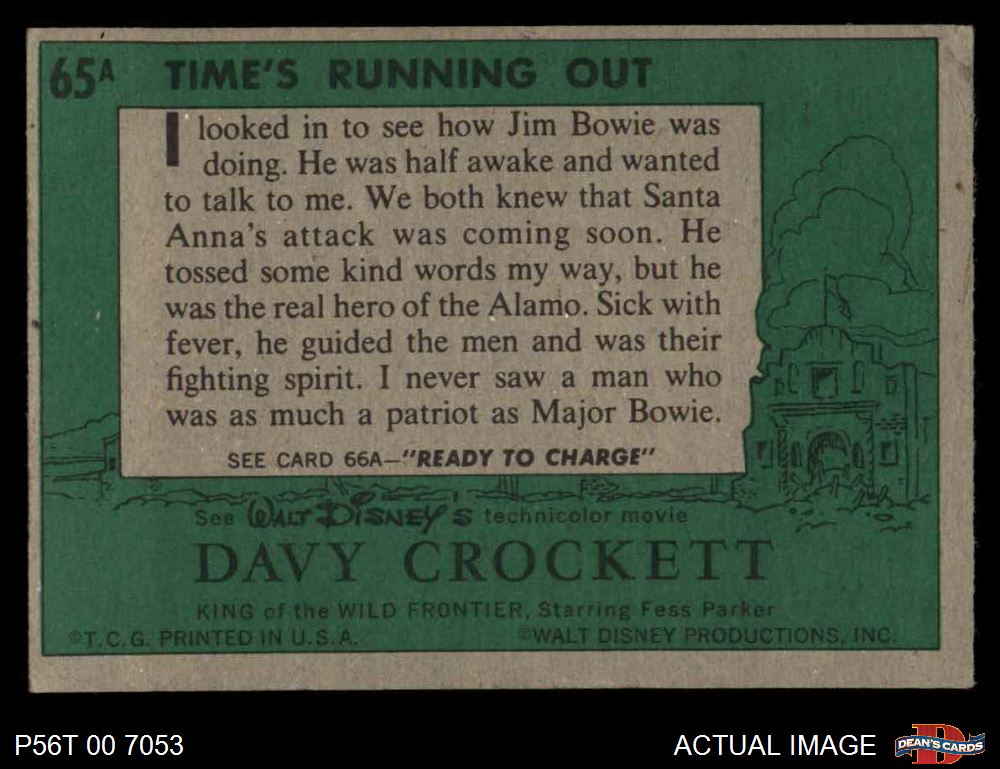 65A TIME'S RUNNING OUT
I looked in to see how Jim Bowie was
doing. He was half awake and wanted
to talk to me. We both knew that Santa
Anna's attack was coming soon. He
tossed some kind words my way, but he
was the real hero of the Alamo. Sick with
fever, he guided the men and was their
fighting spirit. I never saw a man who
was as much a patriot as Major Bowie.
SEE CARD 66A—"READY TO CHARGE"
See WALT DISNEY'S technicolor movie
DAVY CROCKETT
KING of the WILD FRONTIER, Starring Fess Parker
©T.C.G. PRINTED IN U.S.A. ©WALT DISNEY PRODUCTIONS, INC.
P56T 00 7053 ACTUAL IMAGE D DEAN'S CARDS